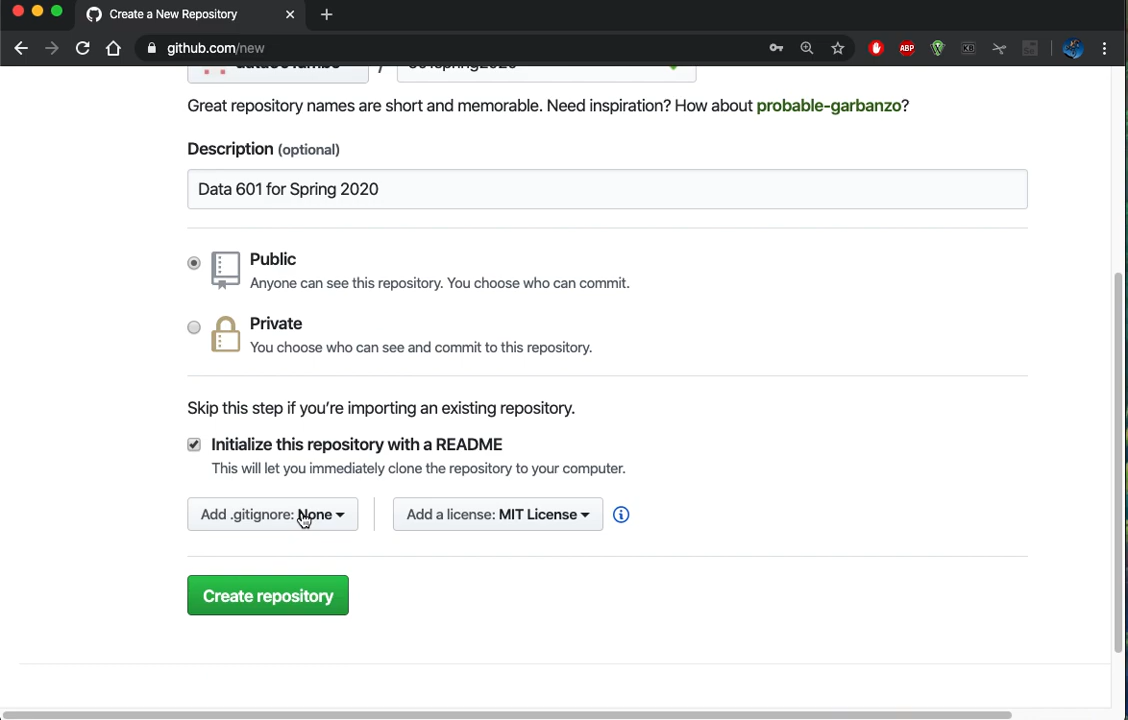 Create a New Repository
github.com/new
ABP
/
Great repository names are short and memorable. Need inspiration? How about probable-garbanzo?
Description (optional)
Data 601 for Spring 2020
Public
Anyone can see this repository. You choose who can commit.
Private
You choose who can see and commit to this repository.
Skip this step if you’re importing an existing repository.
Initialize this repository with a README
This will let you immediately clone the repository to your computer.
Add .gitignore: None
Add a license: MIT License
Create repository